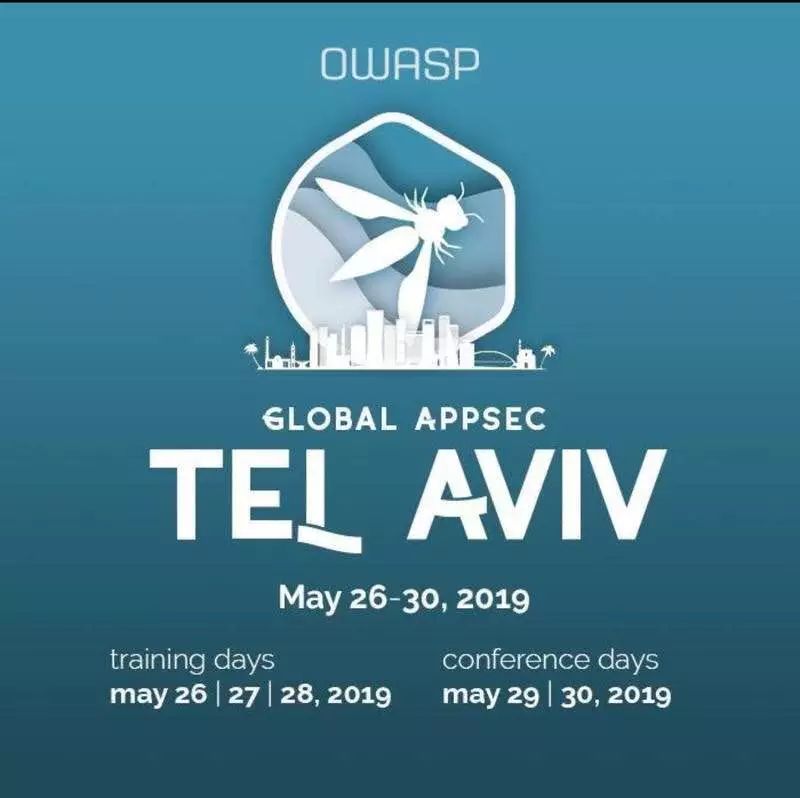 OWASP
GLOBAL APPSEC
TEL AVIV
May 26-30, 2019
training days
may 26 | 27 | 28, 2019
conference days
may 29 | 30, 2019